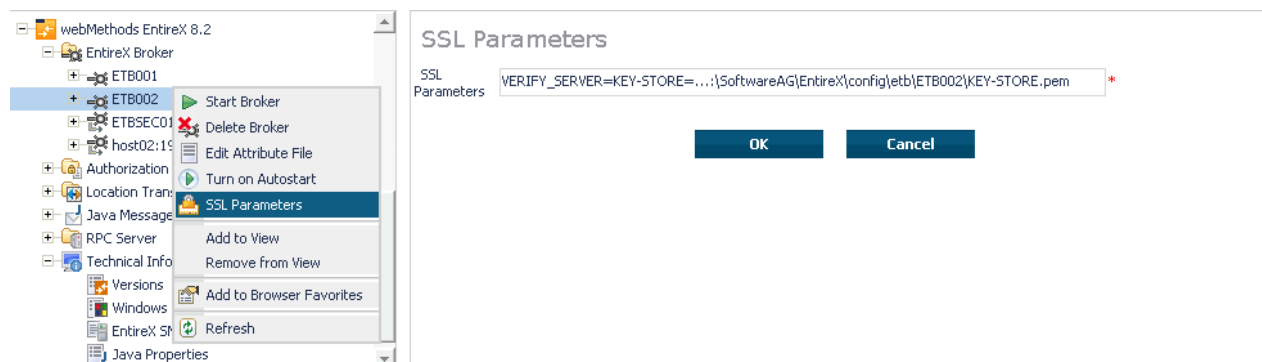 webMethods EntireX 8.2
EntireX Broker
ETB001
ETB002
ETBSEC01
host02:19
Authorization
Location Trans
Java Message
RPC Server
Technical Info
Versions
Windows
EntireX SM
Java Properties
Start Broker
Delete Broker
Edit Attribute File
Turn on Autostart
SSL Parameters
Add to View
Remove from View
Add to Browser Favorites
Refresh
SSL Parameters
SSL
Parameters
VERIFY_SERVER=KEY-STORE=...:\SoftwareAG\EntireX\config\etb\ETB002\KEY-STORE.pem *
OK Cancel